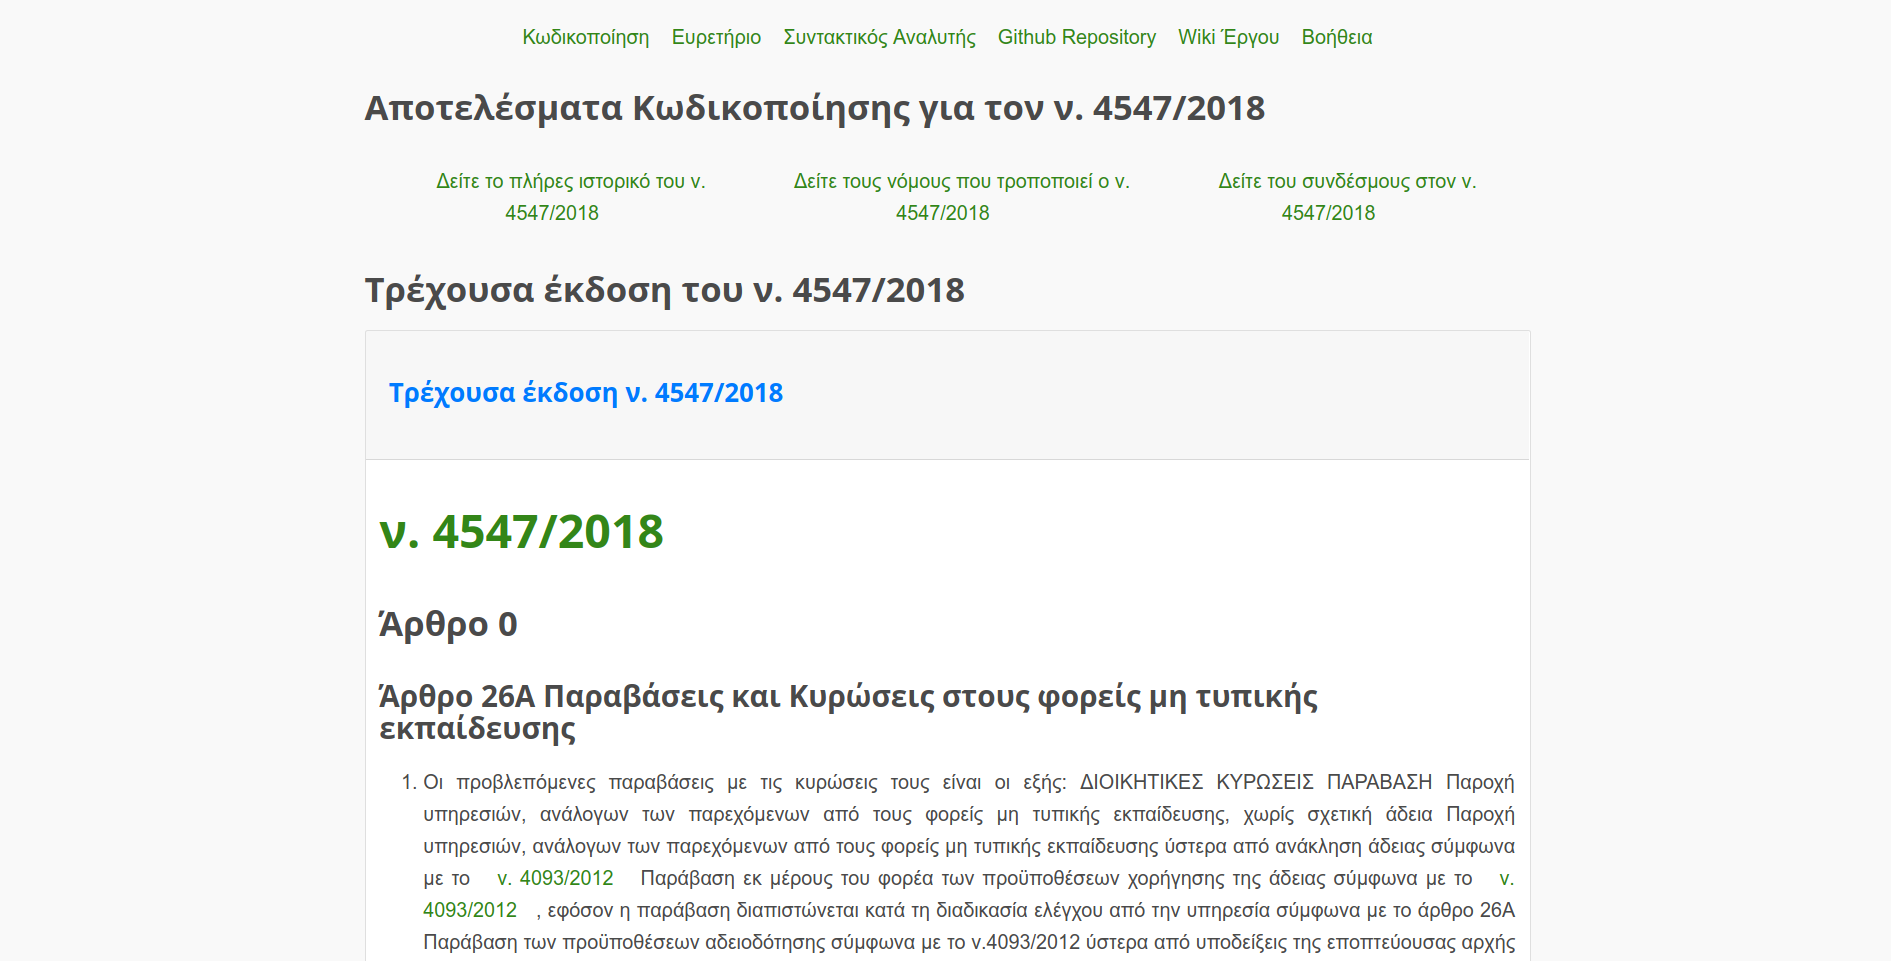 Κωδικοποίηση Ευρετήριο Συντακτικός Αναλυτής Github Repository Wiki Έργου Βοήθεια
Αποτελέσματα Κωδικοποίησης για τον ν. 4547/2018
Δείτε το πλήρες ιστορικό του ν. 4547/2018
Δείτε τους νόμους που τροποποιεί ο ν. 4547/2018
Δείτε του συνδέσμους στον ν. 4547/2018
Τρέχουσα έκδοση του ν. 4547/2018
Τρέχουσα έκδοση ν. 4547/2018
ν. 4547/2018
Άρθρο 0
Άρθρο 26Α Παραβάσεις και Κυρώσεις στους φορείς μη τυπικής
εκπαίδευσης
1. Οι προβλεπόμενες παραβάσεις με τις κυρώσεις τους είναι οι εξής: ΔΙΟΙΚΗΤΙΚΕΣ ΚΥΡΩΣΕΙΣ ΠΑΡΑΒΑΣΗ Παροχή
υπηρεσιών, ανάλογων των παρεχόμενων από τους φορείς μη τυπικής εκπαίδευσης, χωρίς σχετική άδεια Παροχή
υπηρεσιών, ανάλογων των παρεχόμενων από τους φορείς μη τυπικής εκπαίδευσης ύστερα από ανάκληση άδειας σύμφωνα
με το ν. 4093/2012 Παράβαση εκ μέρους του φορέα των προϋποθέσεων χορήγησης της άδειας σύμφωνα με το ν.
4093/2012 , εφόσον η παράβαση διαπιστώνεται κατά τη διαδικασία ελέγχου από την υπηρεσία σύμφωνα με το άρθρο 26Α
Παράβαση των προϋποθέσεων αδειοδότησης σύμφωνα με το ν.4093/2012 ύστερα από υποδείξεις της εποπτεύουσας αρχής